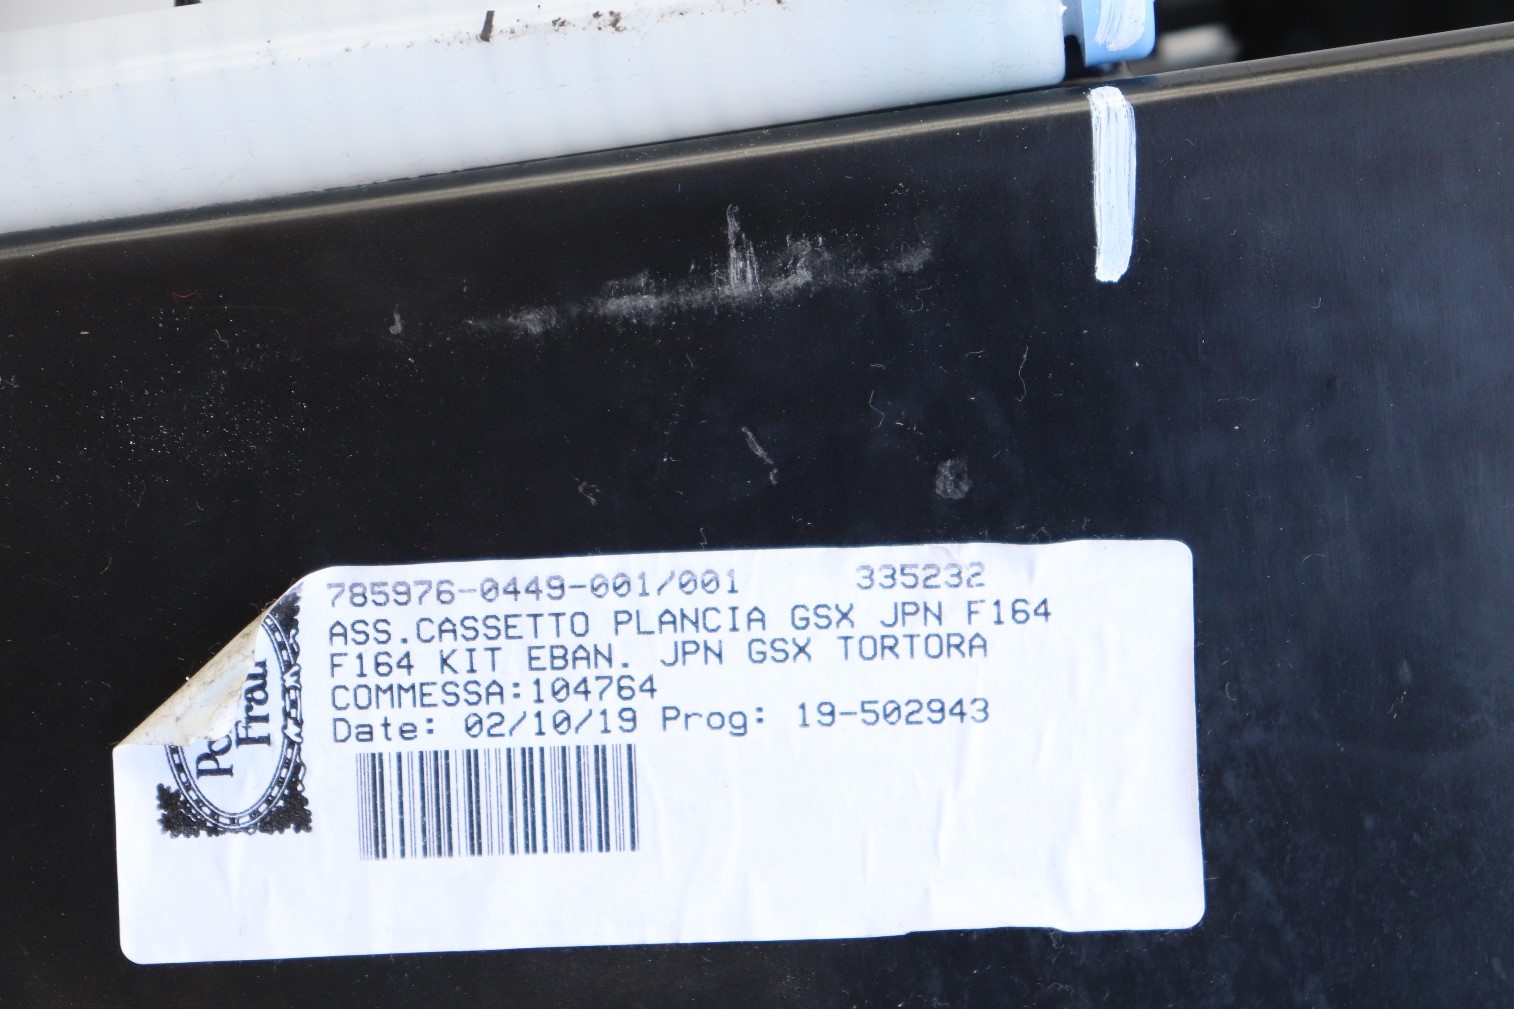 785976-0449-001/001 335232
ASS.CASSETTO PLANCIA GSX JPN F164
F164 KIT EBAN. JPN GSX TORTORA
COMMESSA:104764
Date: 02/10/19 Prog: 19-502943